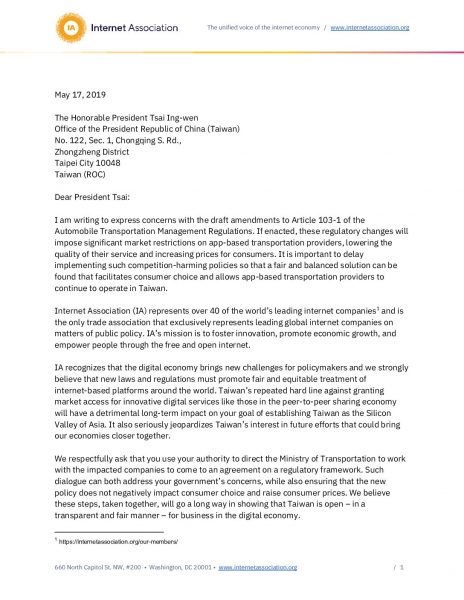 IA Internet Association
The unified voice of the internet economy / www.internetassociation.org
May 17, 2019
The Honorable President Tsai Ing-wen
Office of the President Republic of China (Taiwan)
No. 122, Sec. 1, Chongqing S. Rd.,
Zhongzheng District
Taipei City 10048
Taiwan (ROC)
Dear President Tsai:
I am writing to express concerns with the draft amendments to Article 103-1 of the
Automobile Transportation Management Regulations. If enacted, these regulatory changes will
impose significant market restrictions on app-based transportation providers, lowering the
quality of their service and increasing prices for consumers. It is important to delay
implementing such competition-harming policies so that a fair and balanced solution can be
found that facilitates consumer choice and allows app-based transportation providers to
continue to operate in Taiwan.
Internet Association (IA) represents over 40 of the world's leading internet companies¹ and is
the only trade association that exclusively represents leading global internet companies on
matters of public policy. IA's mission is to foster innovation, promote economic growth, and
empower people through the free and open internet.
IA recognizes that the digital economy brings new challenges for policymakers and we strongly
believe that new laws and regulations must promote fair and equitable treatment of
internet-based platforms around the world. Taiwan's repeated hard line against granting
market access for innovative digital services like those in the peer-to-peer sharing economy
will have a detrimental long-term impact on your goal of establishing Taiwan as the Silicon
Valley of Asia. It also seriously jeopardizes Taiwan's interest in future efforts that could bring
our economies closer together.
We respectfully ask that you use your authority to direct the Ministry of Transportation to work
with the impacted companies to come to an agreement on a regulatory framework. Such
dialogue can both address your government's concerns, while also ensuring that the new
policy does not negatively impact consumer choice and raise consumer prices. We believe
these steps, taken together, will go a long way in showing that Taiwan is open – in a
transparent and fair manner – for business in the digital economy.
¹ https://internetassociation.org/our-members/
660 North Capitol St. NW, #200 • Washington, DC 20001 • www.internetassociation.org / 1